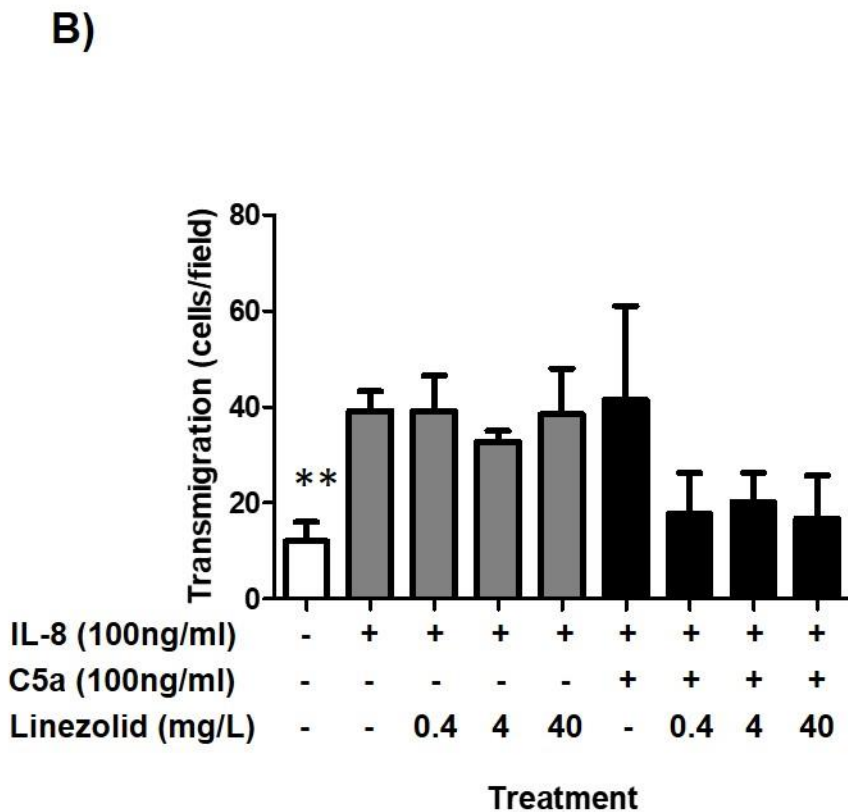 B)
Transmigration (cells/field)
80
60
40
20
0
**
IL-8 (100ng/ml) - + + + + + + + +
C5a (100ng/ml) - - - - - + + + +
Linezolid (mg/L) - - 0.4 4 40 - 0.4 4 40
Treatment